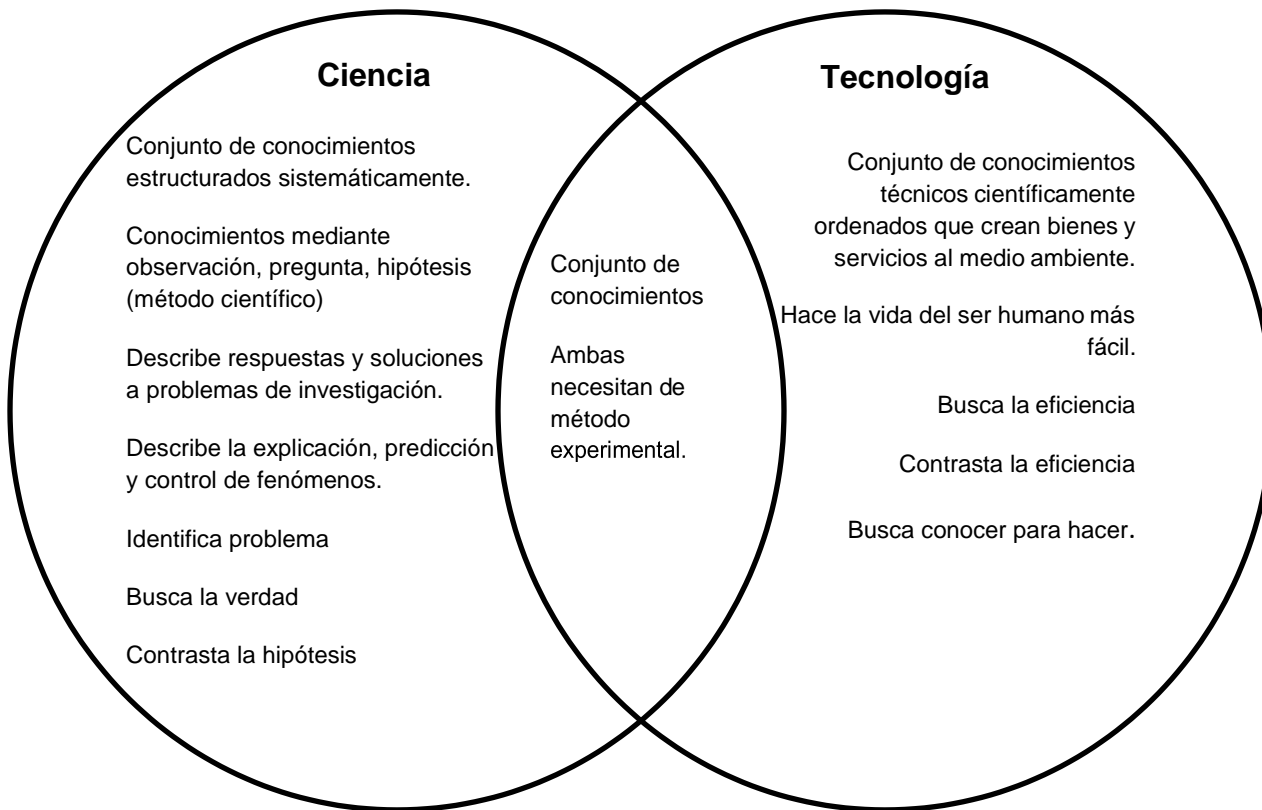 Ciencia
Conjunto de conocimientos
estructurados sistemáticamente.
Conocimientos mediante
observación, pregunta, hipótesis
(método científico)
Describe respuestas y soluciones
a problemas de investigación.
Describe la explicación, predicción
y control de fenómenos.
Identifica problema
Busca la verdad
Contrasta la hipótesis
Conjunto de
conocimientos
Ambas
necesitan de
método
experimental.
Tecnología
Conjunto de conocimientos
técnicos científicamente
ordenados que crean bienes y
servicios al medio ambiente.
Hace la vida del ser humano más
fácil.
Busca la eficiencia
Contrasta la eficiencia
Busca conocer para hacer.